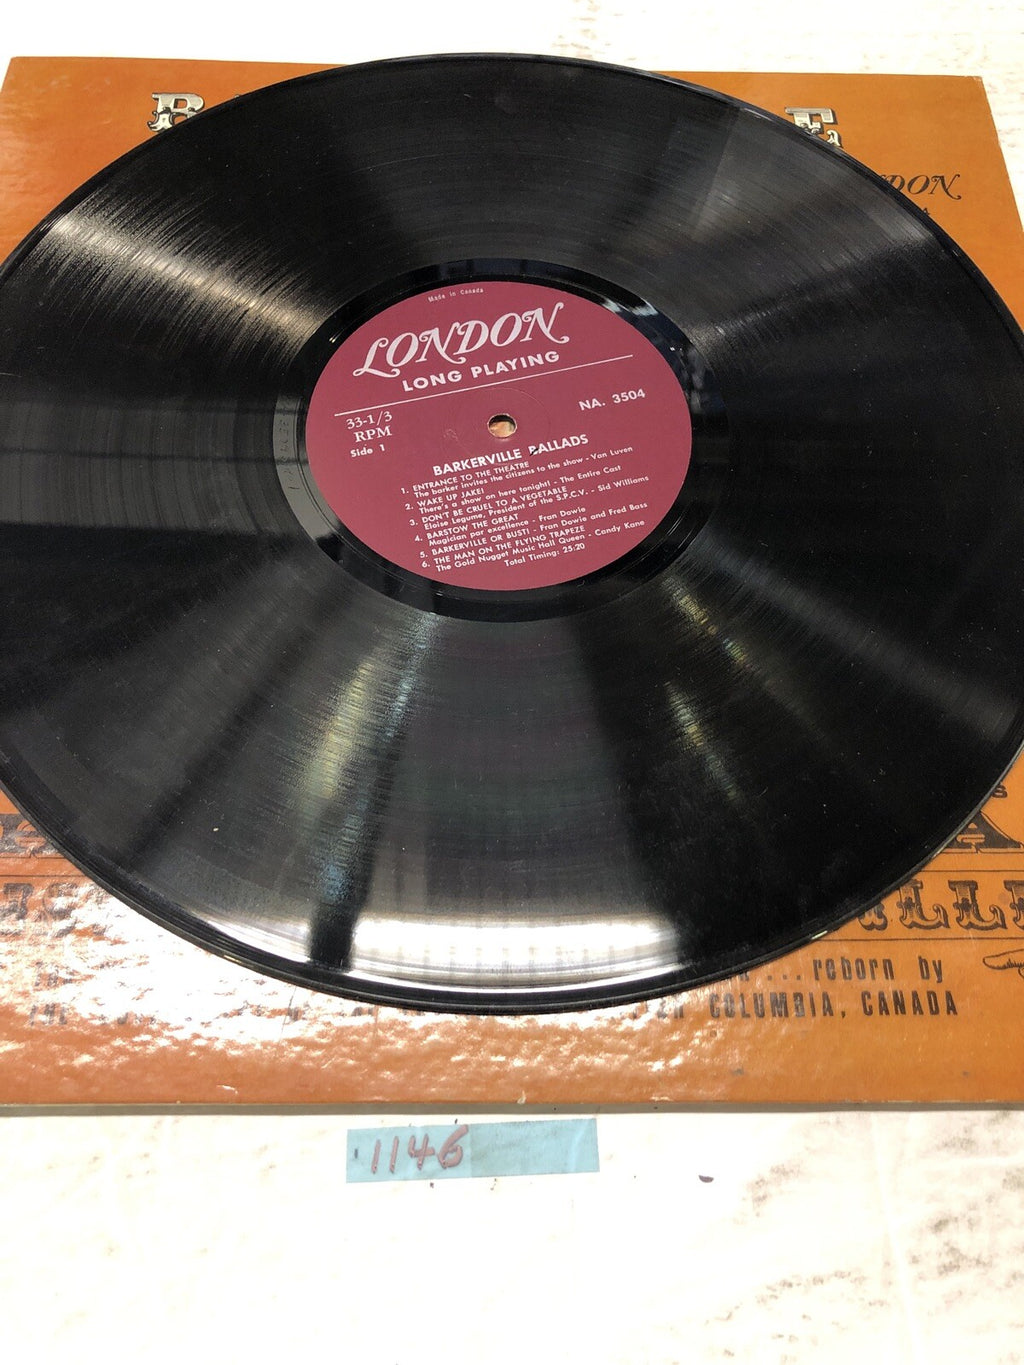 Made in Canada
LONDON
LONG PLAYING
33-1/3
RPM
Side 1
NA. 3504
BARKERVILLE BALLADS
1. ENTRANCE TO THE THEATRE
The barker invites the citizens to the show - Van Luven
2. WAKE UP JAKE!
There's a show on here tonight! - The Entire Cast
3. DON'T BE CRUEL TO A VEGETABLE
Eloise Legume, President of the S.P.C.V. - Sid Williams
4. BARSTOW THE GREAT
Magician par excellence - Fran Dowie
5. BARKERVILLE OR BUST! - Fran Dowie and Fred Bass
6. THE MAN ON THE FLYING TRAPEZE
The Gold Nugget Music Hall Queen - Candy Kane
Total Timing: 25:20
... reborn by
COLUMBIA, CANADA
1146